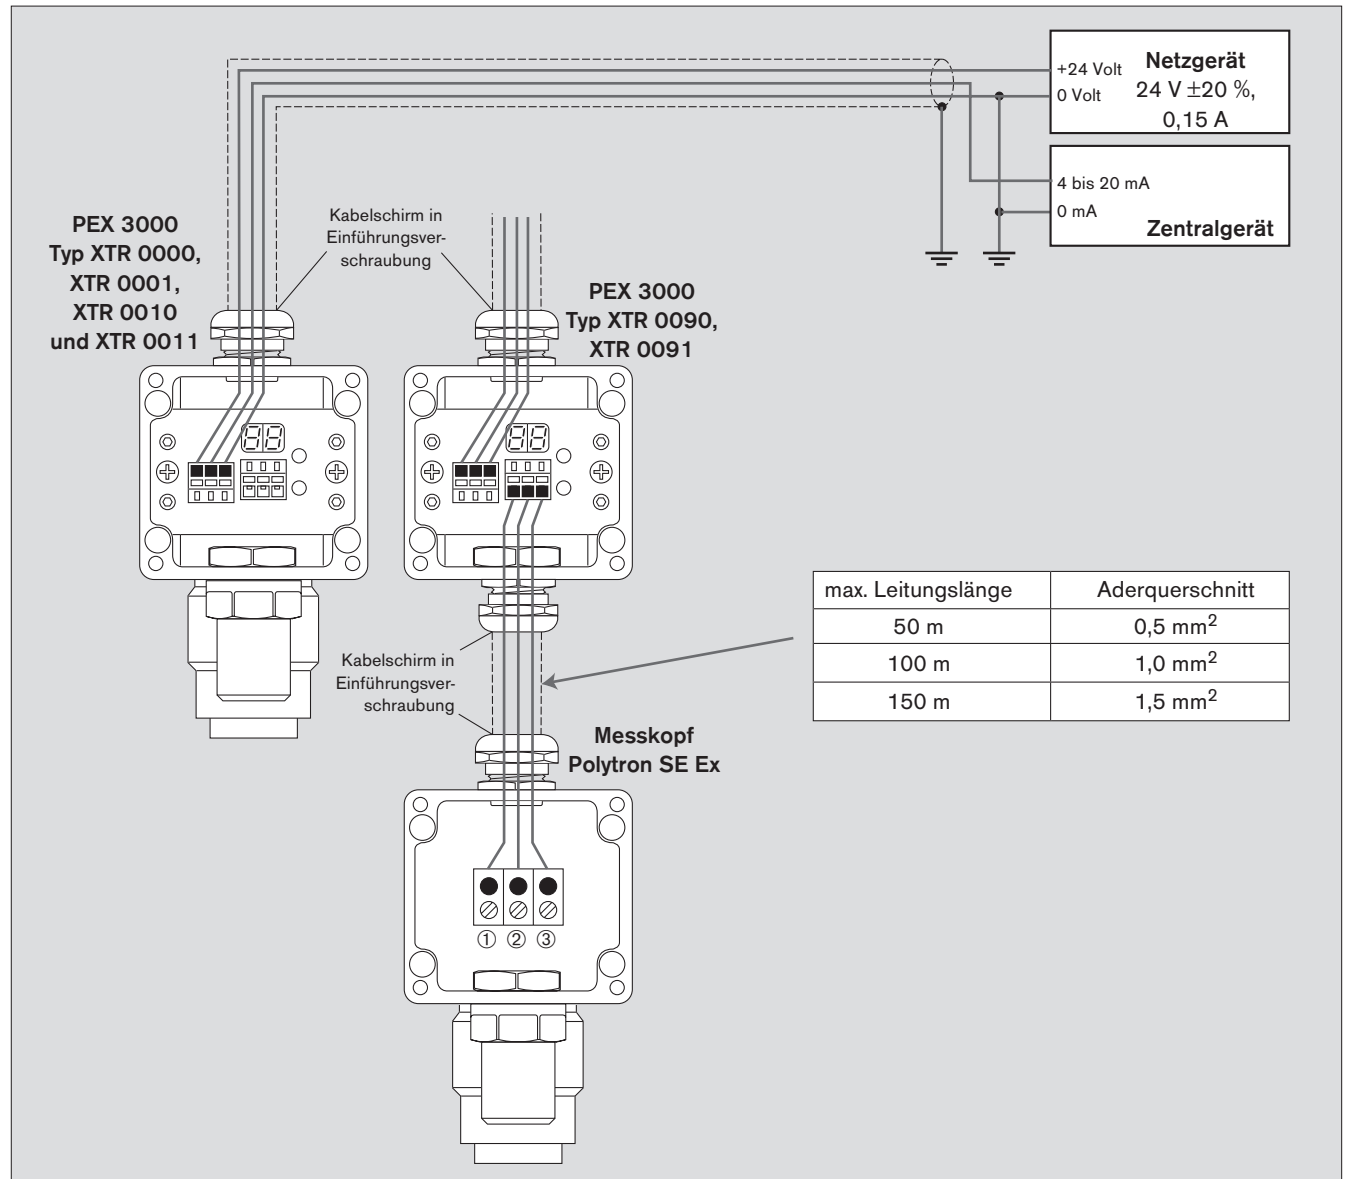 +24 Volt
Netzgerät
0 Volt
24 V ±20 %,
0,15 A
4 bis 20 mA
0 mA
Zentralgerät
PEX 3000
Typ XTR 0000,
XTR 0001,
XTR 0010
und XTR 0011
Kabelschirm in
Einführungsver-
schraubung
PEX 3000
Typ XTR 0090,
XTR 0091
88
88
max. Leitungslänge Aderquerschnitt
50 m 0,5 mm²
100 m 1,0 mm²
150 m 1,5 mm²
Kabelschirm in
Einführungsver-
schraubung
Messkopf
Polytron SE Ex
① ② ③